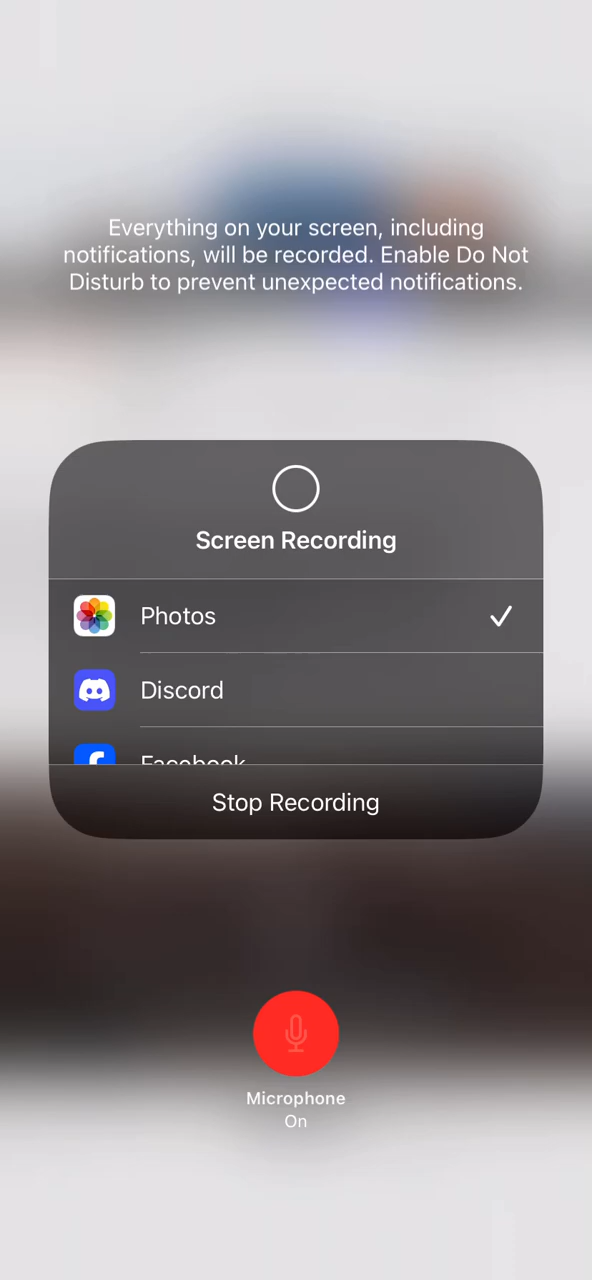 Everything on your screen, including
notifications, will be recorded. Enable Do Not
Disturb to prevent unexpected notifications.
Screen Recording
Photos
Discord
Facebook
Stop Recording
Microphone
On